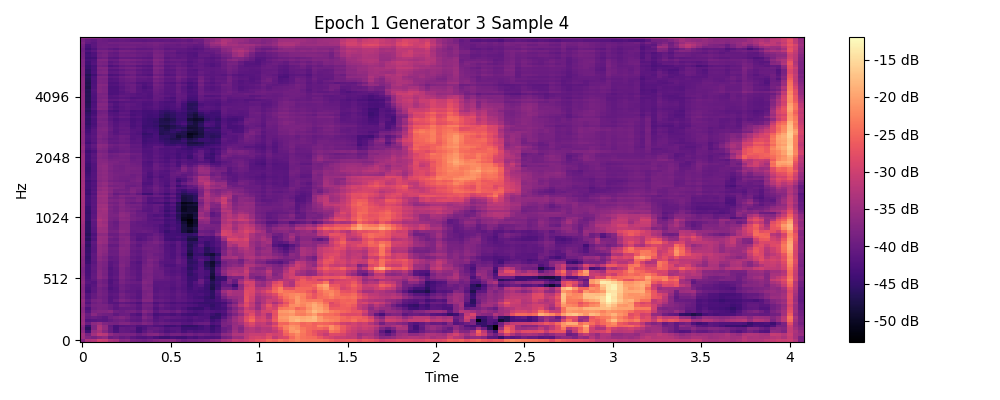 Epoch 1 Generator 3 Sample 4
Hz
4096
2048
1024
512
0
0
0.5
1
1.5
2
2.5
3
3.5
4
Time
-15 dB
-20 dB
-25 dB
-30 dB
-35 dB
-40 dB
-45 dB
-50 dB